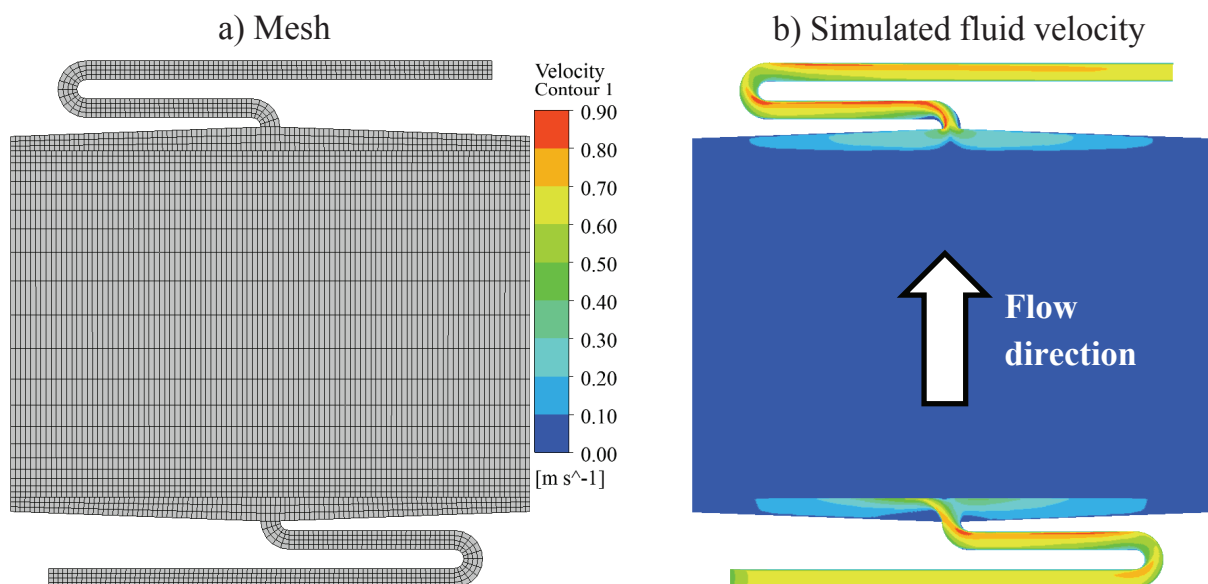 a) Mesh
b) Simulated fluid velocity
Velocity
Contour 1
0.90
0.80
0.70
0.60
0.50
0.40
0.30
0.20
0.10
0.00
[m s^-1]
Flow
direction